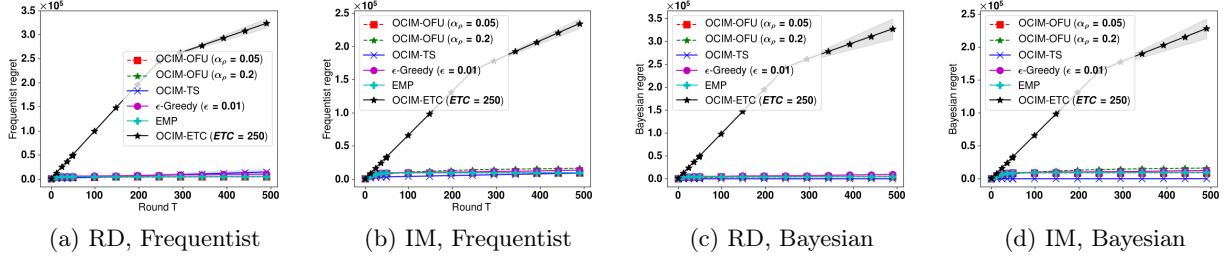 ×10⁵
3.5
3.0
2.5
2.0
1.5
1.0
0.5
0.0
Frequentist regret
OCIM-OFU (αρ = 0.05)
OCIM-OFU (αρ = 0.2)
OCIM-TS
ϵ-Greedy (ϵ = 0.01)
EMP
OCIM-ETC (ETC = 250)
0 100 200 300 400 500
Round T
(a) RD, Frequentist
×10⁵
2.5
2.0
1.5
1.0
0.5
0.0
Frequentist regret
OCIM-OFU (αρ = 0.05)
OCIM-OFU (αρ = 0.2)
OCIM-TS
ϵ-Greedy (ϵ = 0.01)
EMP
OCIM-ETC (ETC = 250)
0 100 200 300 400 500
Round T
(b) IM, Frequentist
×10⁵
3.5
3.0
2.5
2.0
1.5
1.0
0.5
0.0
Bayesian regret
OCIM-OFU (αρ = 0.05)
OCIM-OFU (αρ = 0.2)
OCIM-TS
ϵ-Greedy (ϵ = 0.01)
EMP
OCIM-ETC (ETC = 250)
0 100 200 300 400 500
Round T
(c) RD, Bayesian
×10⁵
2.5
2.0
1.5
1.0
0.5
0.0
Bayesian regret
OCIM-OFU (αρ = 0.05)
OCIM-OFU (αρ = 0.2)
OCIM-TS
ϵ-Greedy (ϵ = 0.01)
EMP
OCIM-ETC (ETC = 250)
0 100 200 300 400 500
Round T
(d) IM, Bayesian